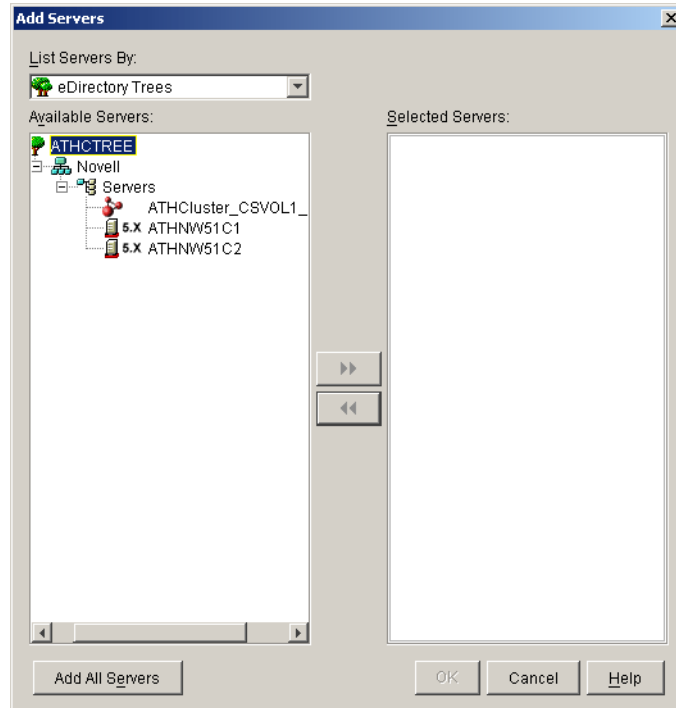 Add Servers
List Servers By:
eDirectory Trees
Available Servers:
Selected Servers:
ATHCTREE
Novell
Servers
ATHCluster_CSVOL1_
5.X ATHNW51C1
5.X ATHNW51C2
Add All Servers
OK
Cancel
Help